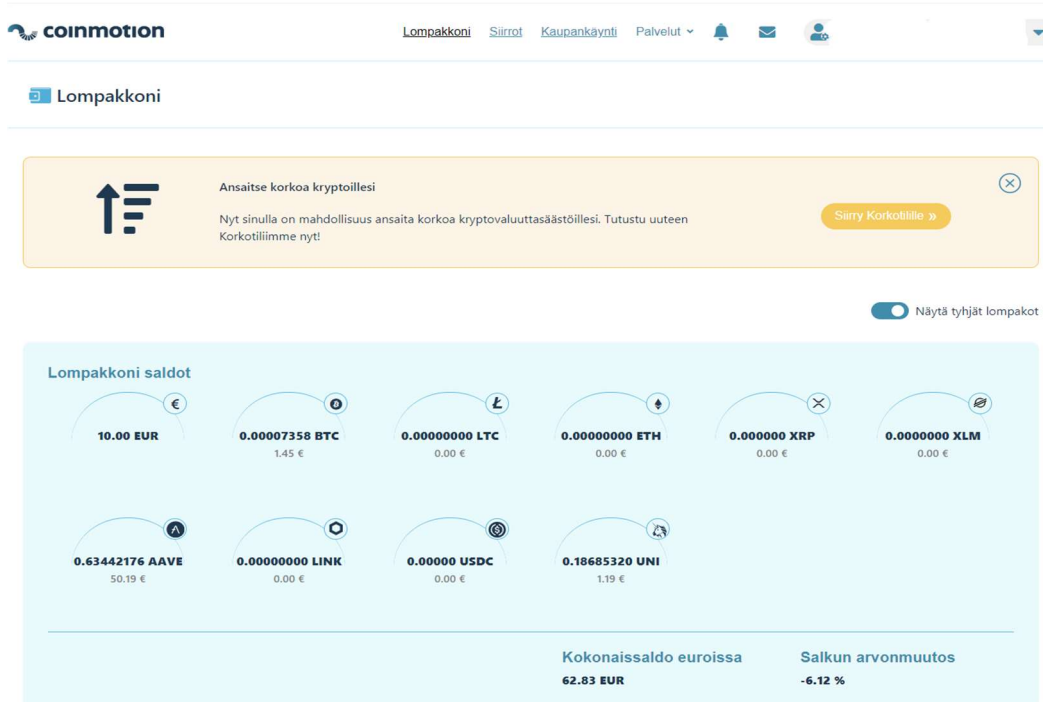 coinmotion
Lompakkoni Siirrot Kaupankäynti Palvelut
Lompakkoni
Ansaitse korkoa kryptoillesi
Nyt sinulla on mahdollisuus ansaita korkoa kryptovaluuttasäästöillesi. Tutustu uuteen
Korkotiliimme nyt!
Siirry Korkotilille »
Näytä tyhjät lompakot
Lompakkoni saldot
10.00 EUR
0.00007358 BTC
1.45 €
0.00000000 LTC
0.00 €
0.00000000 ETH
0.00 €
0.000000 XRP
0.00 €
0.0000000 XLM
0.00 €
0.63442176 AAVE
50.19 €
0.00000000 LINK
0.00 €
0.00000 USDC
0.00 €
0.18685320 UNI
1.19 €
Kokonaissaldo euroissa
62.83 EUR
Salkun arvonmuutos
-6.12 %